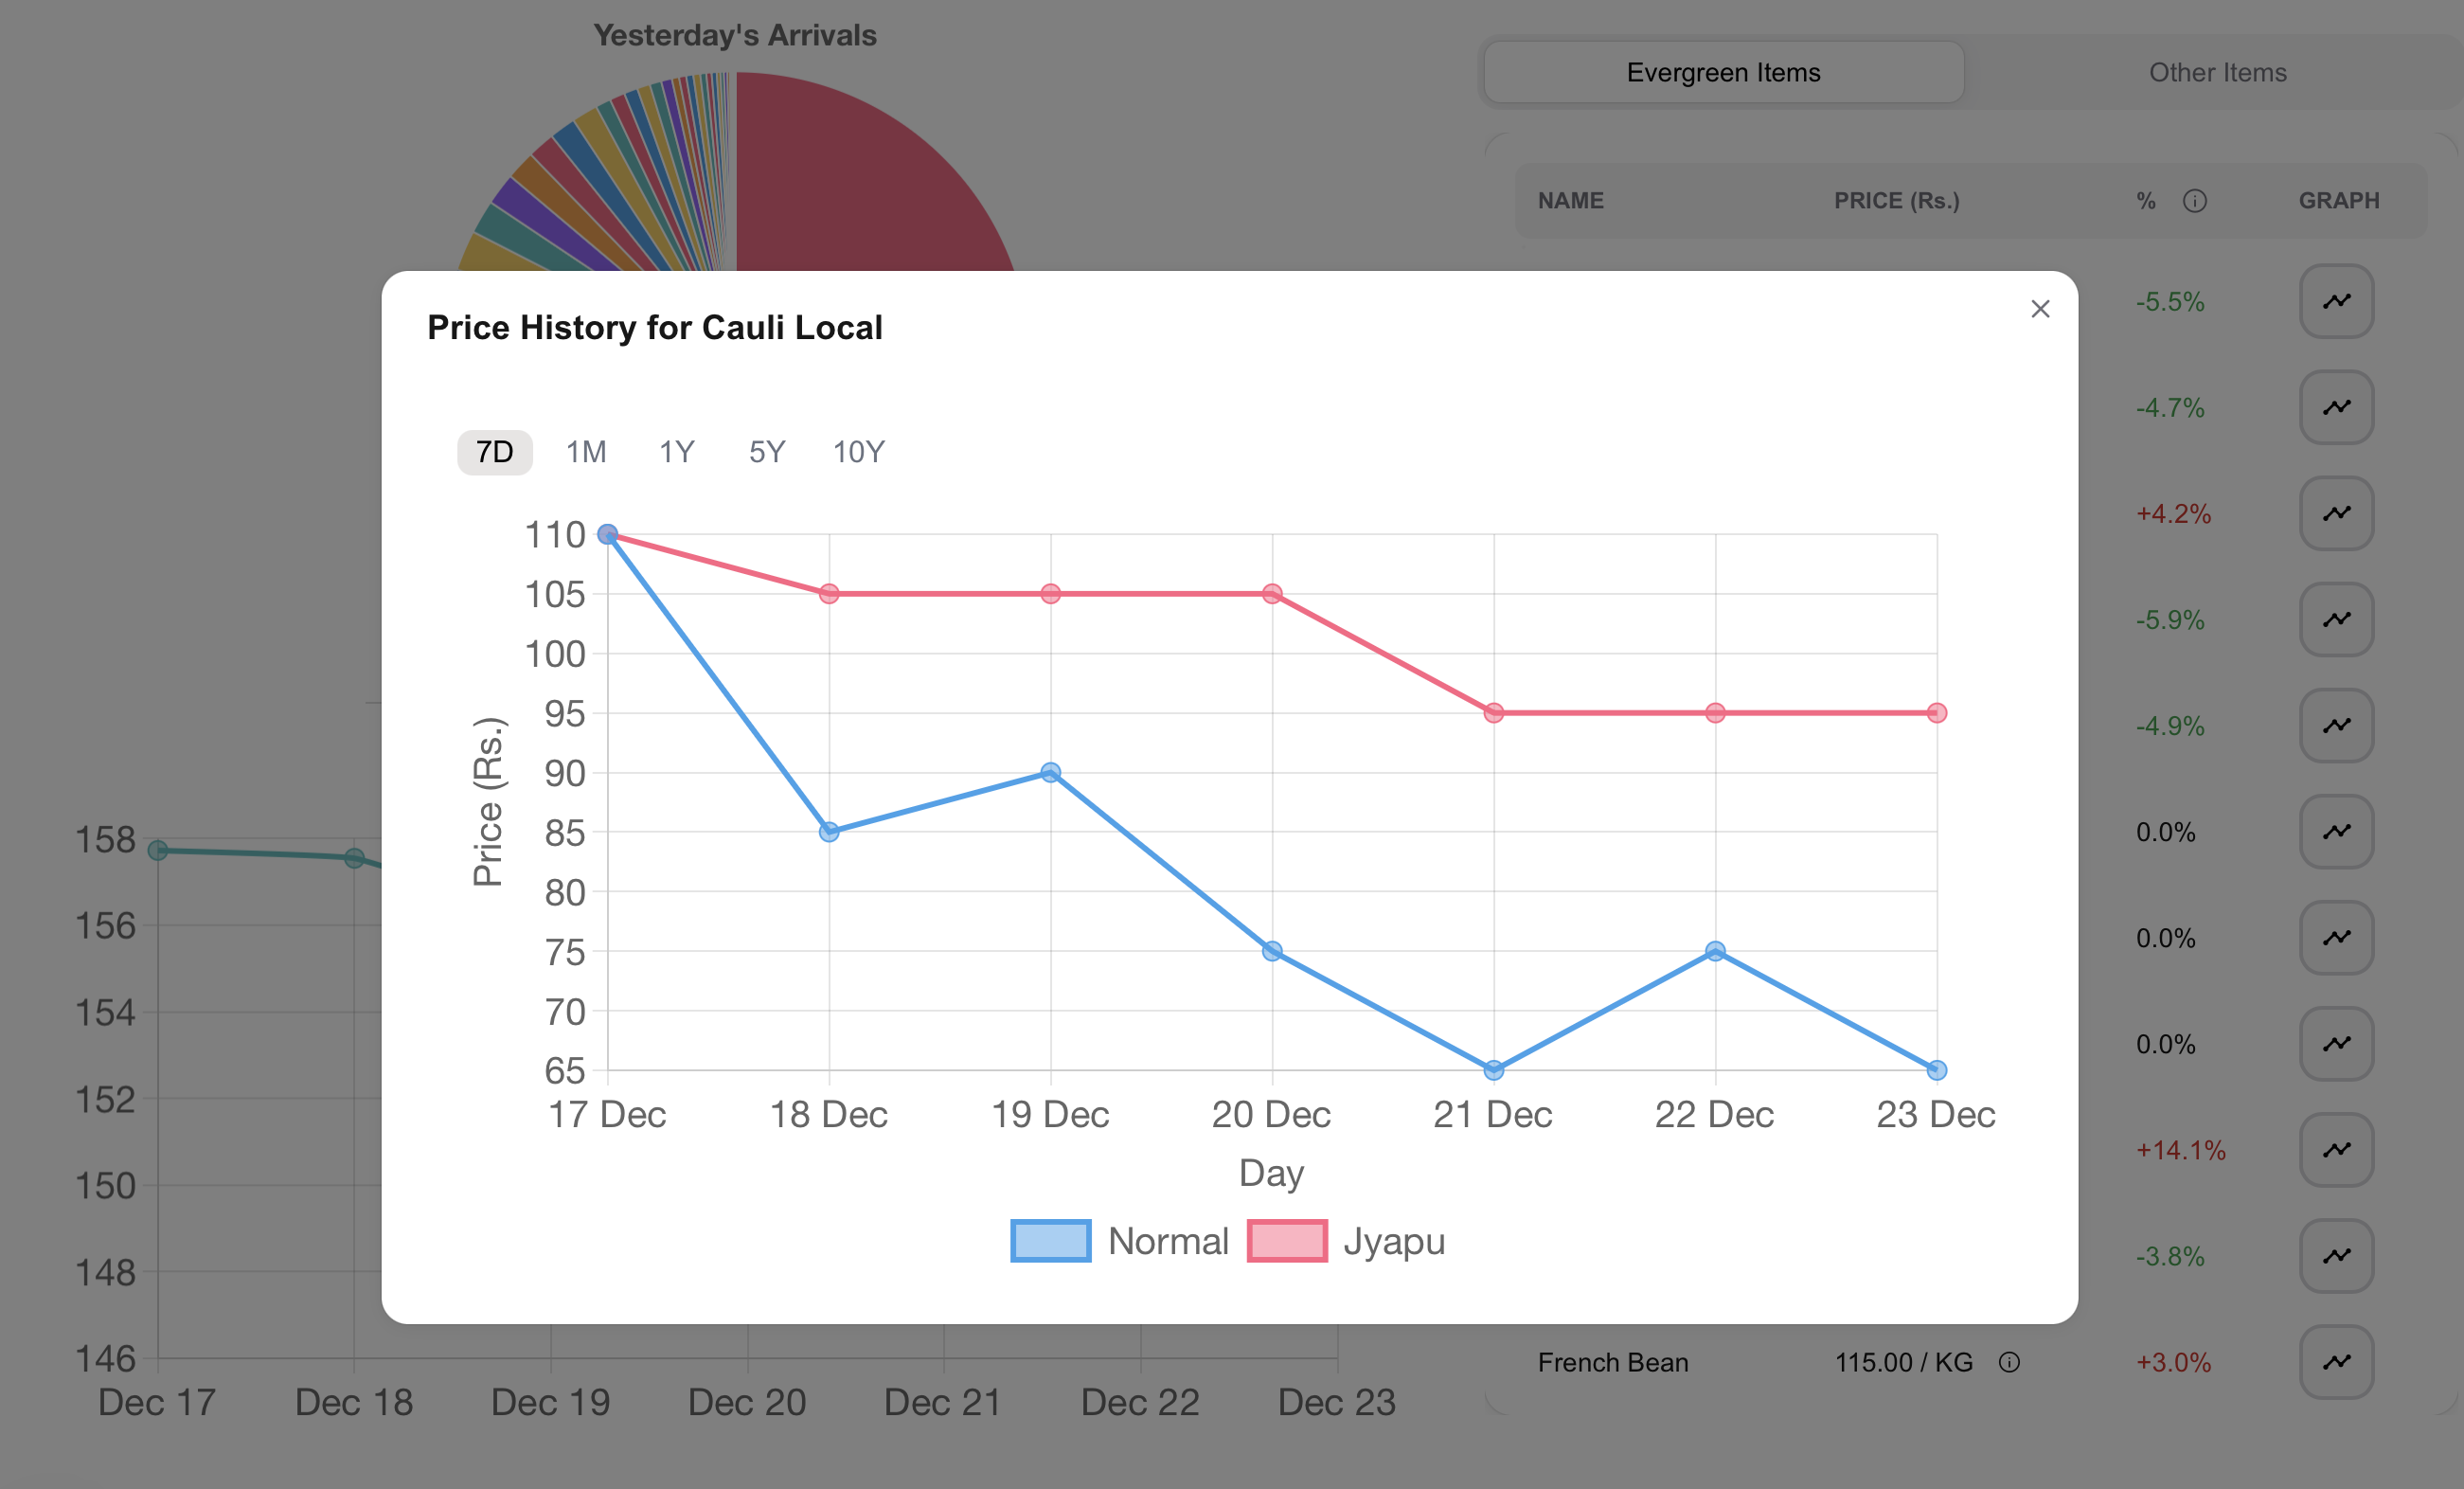 Yesterday's Arrivals
Evergreen Items
Other Items
NAME PRICE (Rs.) % GRAPH
-5.5%
-4.7%
+4.2%
-5.9%
-4.9%
0.0%
0.0%
0.0%
+14.1%
-3.8%
French Bean 115.00 / KG +3.0%
Price History for Cauli Local
7D 1M 1Y 5Y 10Y
Price (Rs.)
110
105
100
95
90
85
80
75
70
65
17 Dec 18 Dec 19 Dec 20 Dec 21 Dec 22 Dec 23 Dec
Day
Normal Jyapu
158
156
154
152
150
148
146
Dec 17 Dec 18 Dec 19 Dec 20 Dec 21 Dec 22 Dec 23